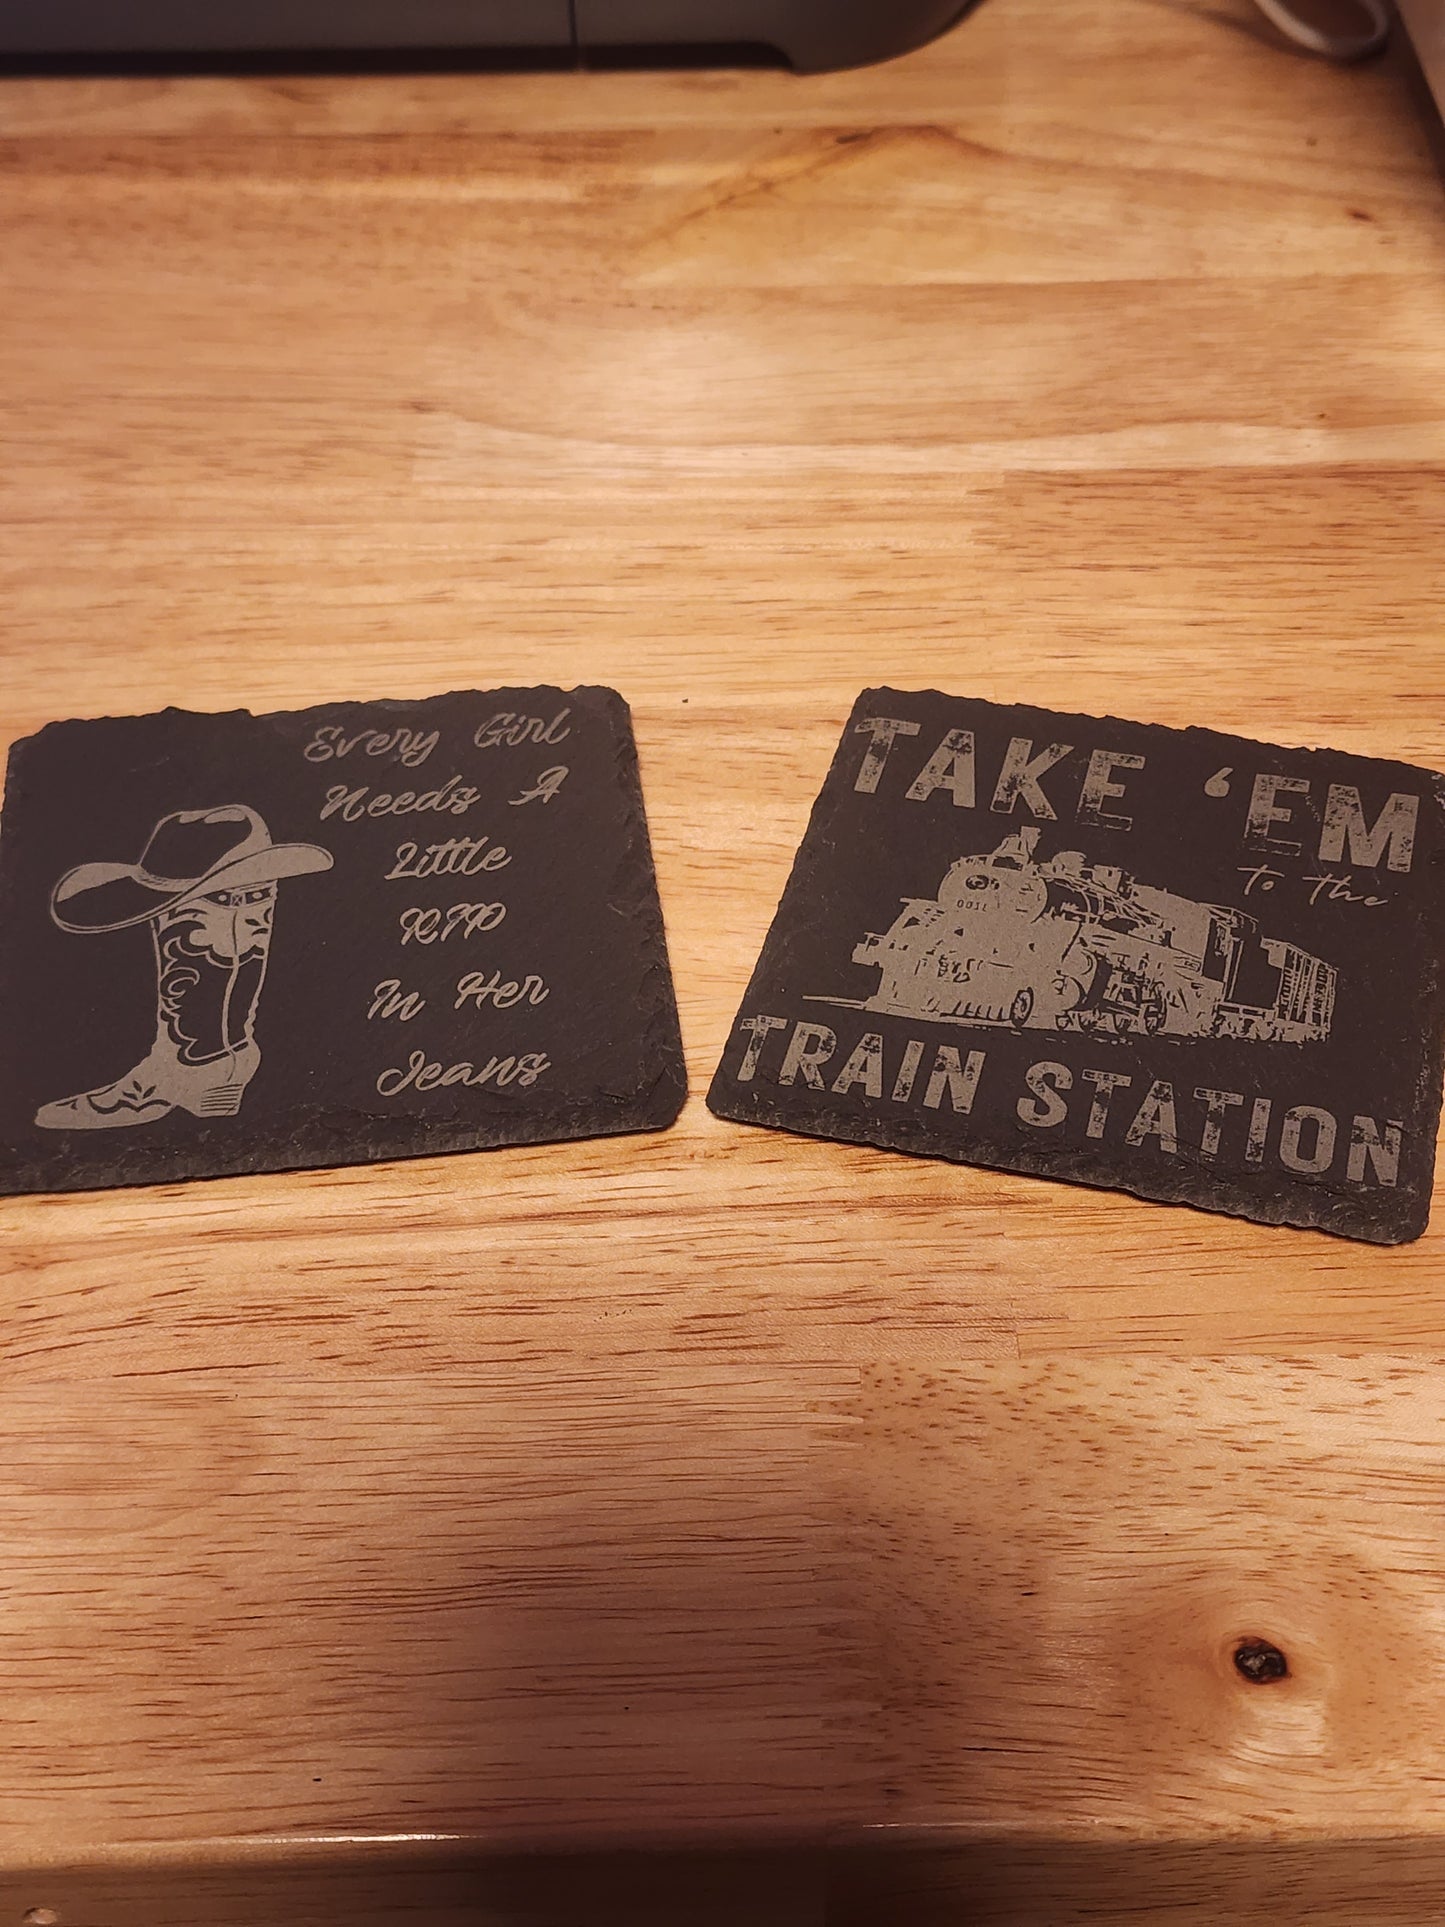 Every Girl
Needs A
Little
RIP
In Her
Jeans
TAKE ‘EM
to the
TRAIN STATION